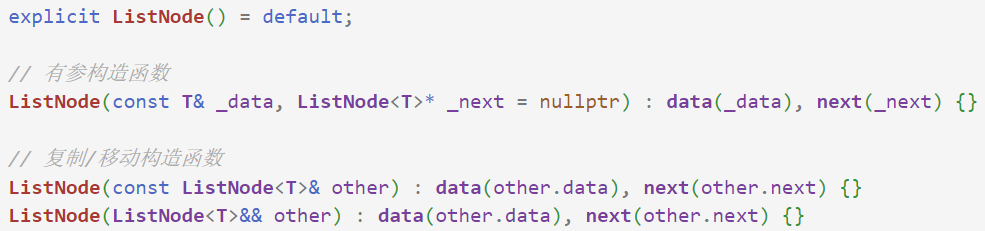 explicit ListNode() = default;
// 有参构造函数
ListNode(const T& _data, ListNode<T>* _next = nullptr) : data(_data), next(_next) {}
// 复制/移动构造函数
ListNode(const ListNode<T>& other) : data(other.data), next(other.next) {}
ListNode(ListNode<T>&& other) : data(other.data), next(other.next) {}